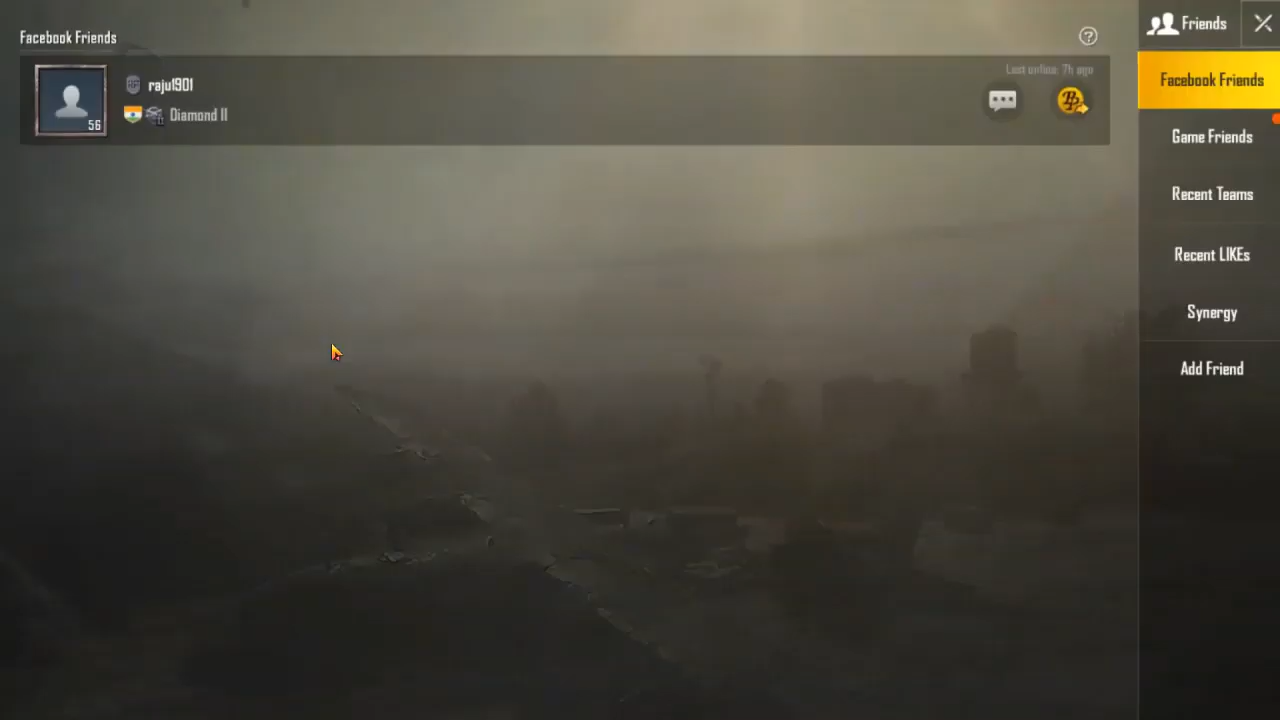 Facebook Friends
raju1901
Diamond II
56
Last online: 7h ago
Friends
Facebook Friends
Game Friends
Recent Teams
Recent LIKEs
Synergy
Add Friend